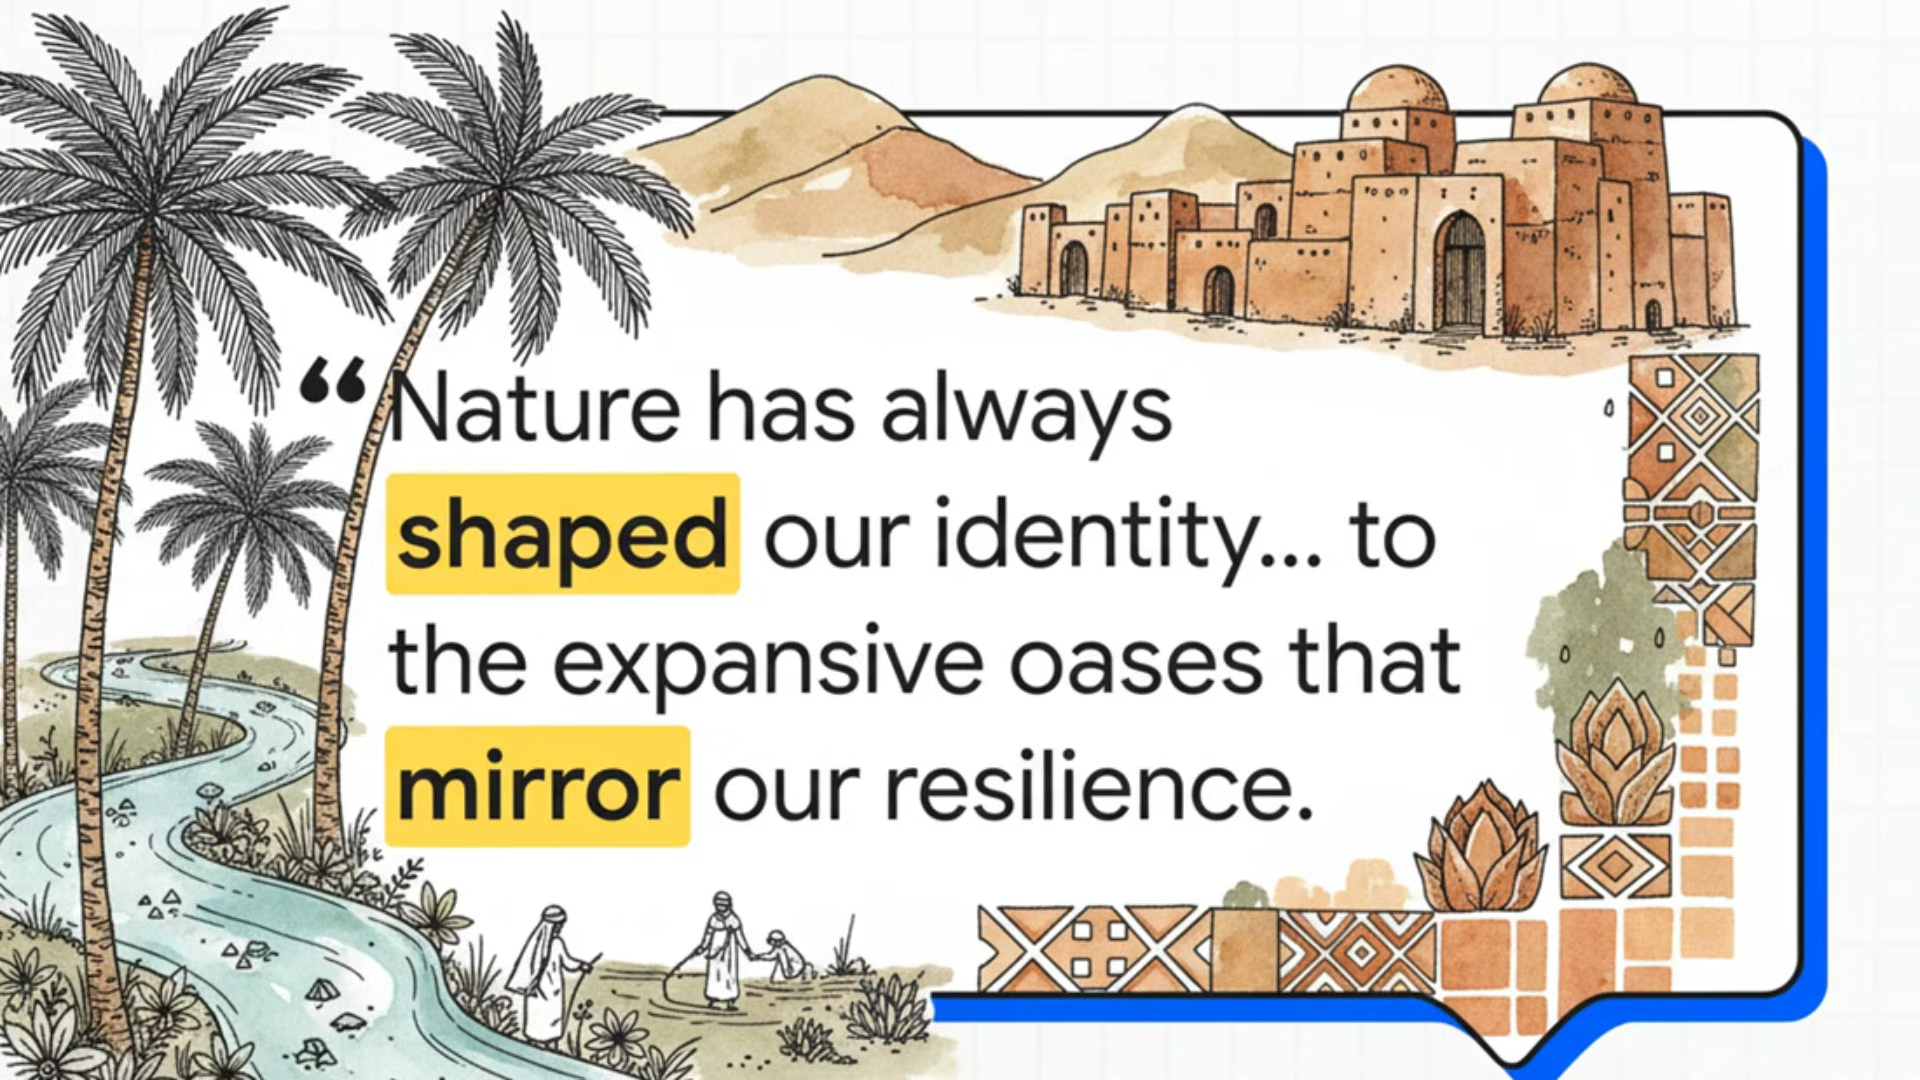 “Nature has always
shaped our identity... to
the expansive oases that
mirror our resilience.